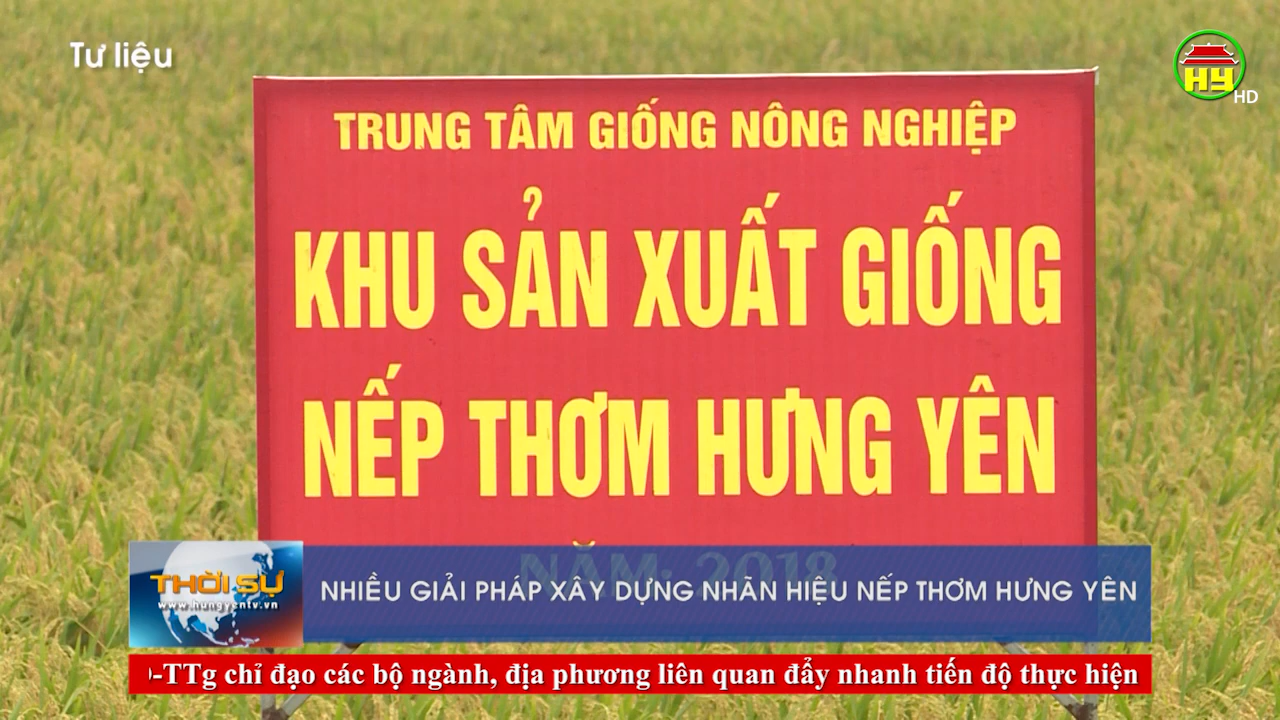 Tư liệu
HY
HD
TRUNG TÂM GIỐNG NÔNG NGHIỆP
KHU SẢN XUẤT GIỐNG
NẾP THƠM HƯNG YÊN
NĂM: 2018
THỜI SỰ
www.hungyentv.vn
NHIỀU GIẢI PHÁP XÂY DỰNG NHÃN HIỆU NẾP THƠM HƯNG YÊN
-TTg chỉ đạo các bộ ngành, địa phương liên quan đẩy nhanh tiến độ thực hiện